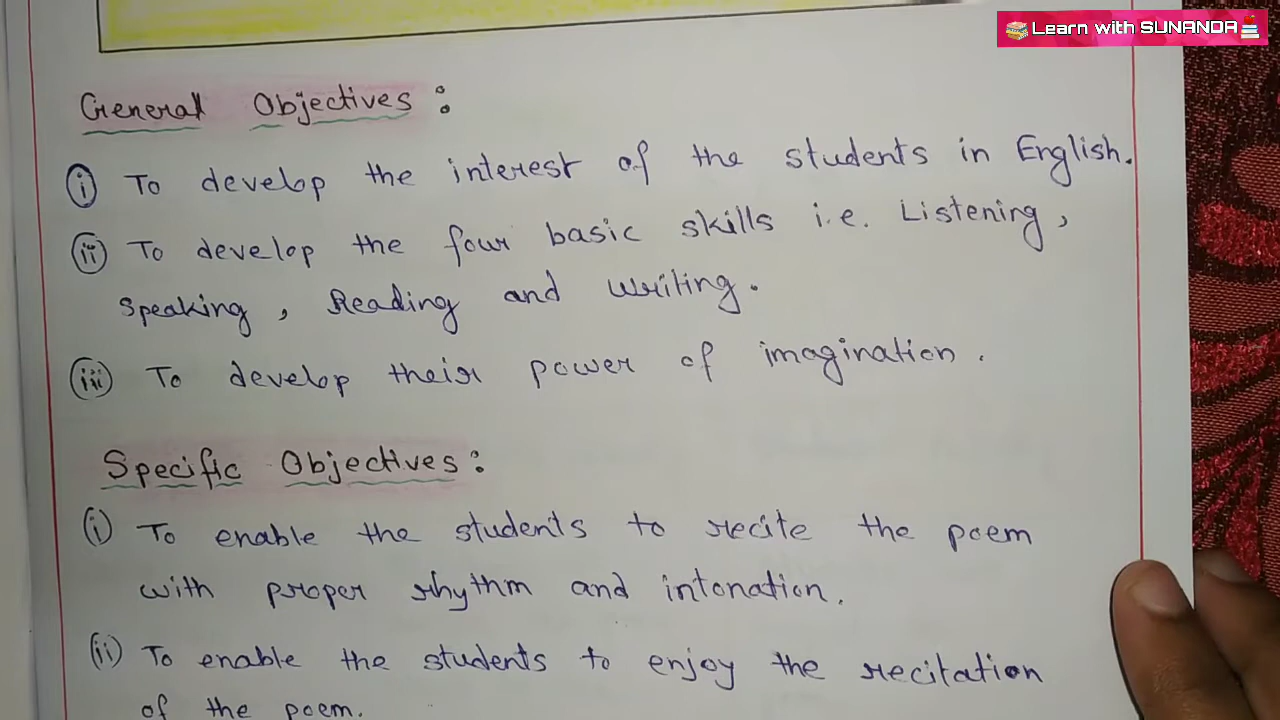 Learn with SUNANDA
General Objectives :
(i) To develop the interest of the students in English.
(ii) To develop the four basic skills i.e. Listening,
Speaking, Reading and Writing.
(iii) To develop their power of imagination.
Specific Objectives :
(i) To enable the students to recite the poem
with proper rhythm and intonation.
(ii) To enable the students to enjoy the recitation
of the poem.